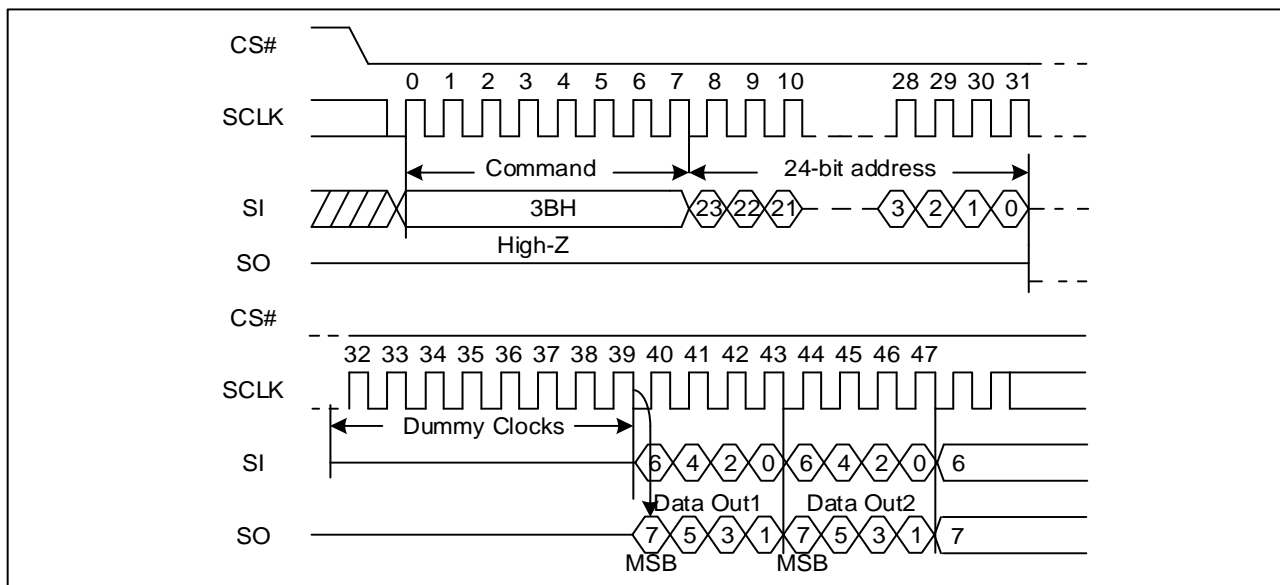 CS#
0 1 2 3 4 5 6 7 8 9 10 28 29 30 31
SCLK
Command 24-bit address
SI 3BH 23 22 21 3 2 1 0
High-Z
SO
CS#
32 33 34 35 36 37 38 39 40 41 42 43 44 45 46 47
SCLK
Dummy Clocks
SI 6 4 2 0 6 4 2 0 6
Data Out1 Data Out2
SO 7 5 3 1 7 5 3 1 7
MSB MSB